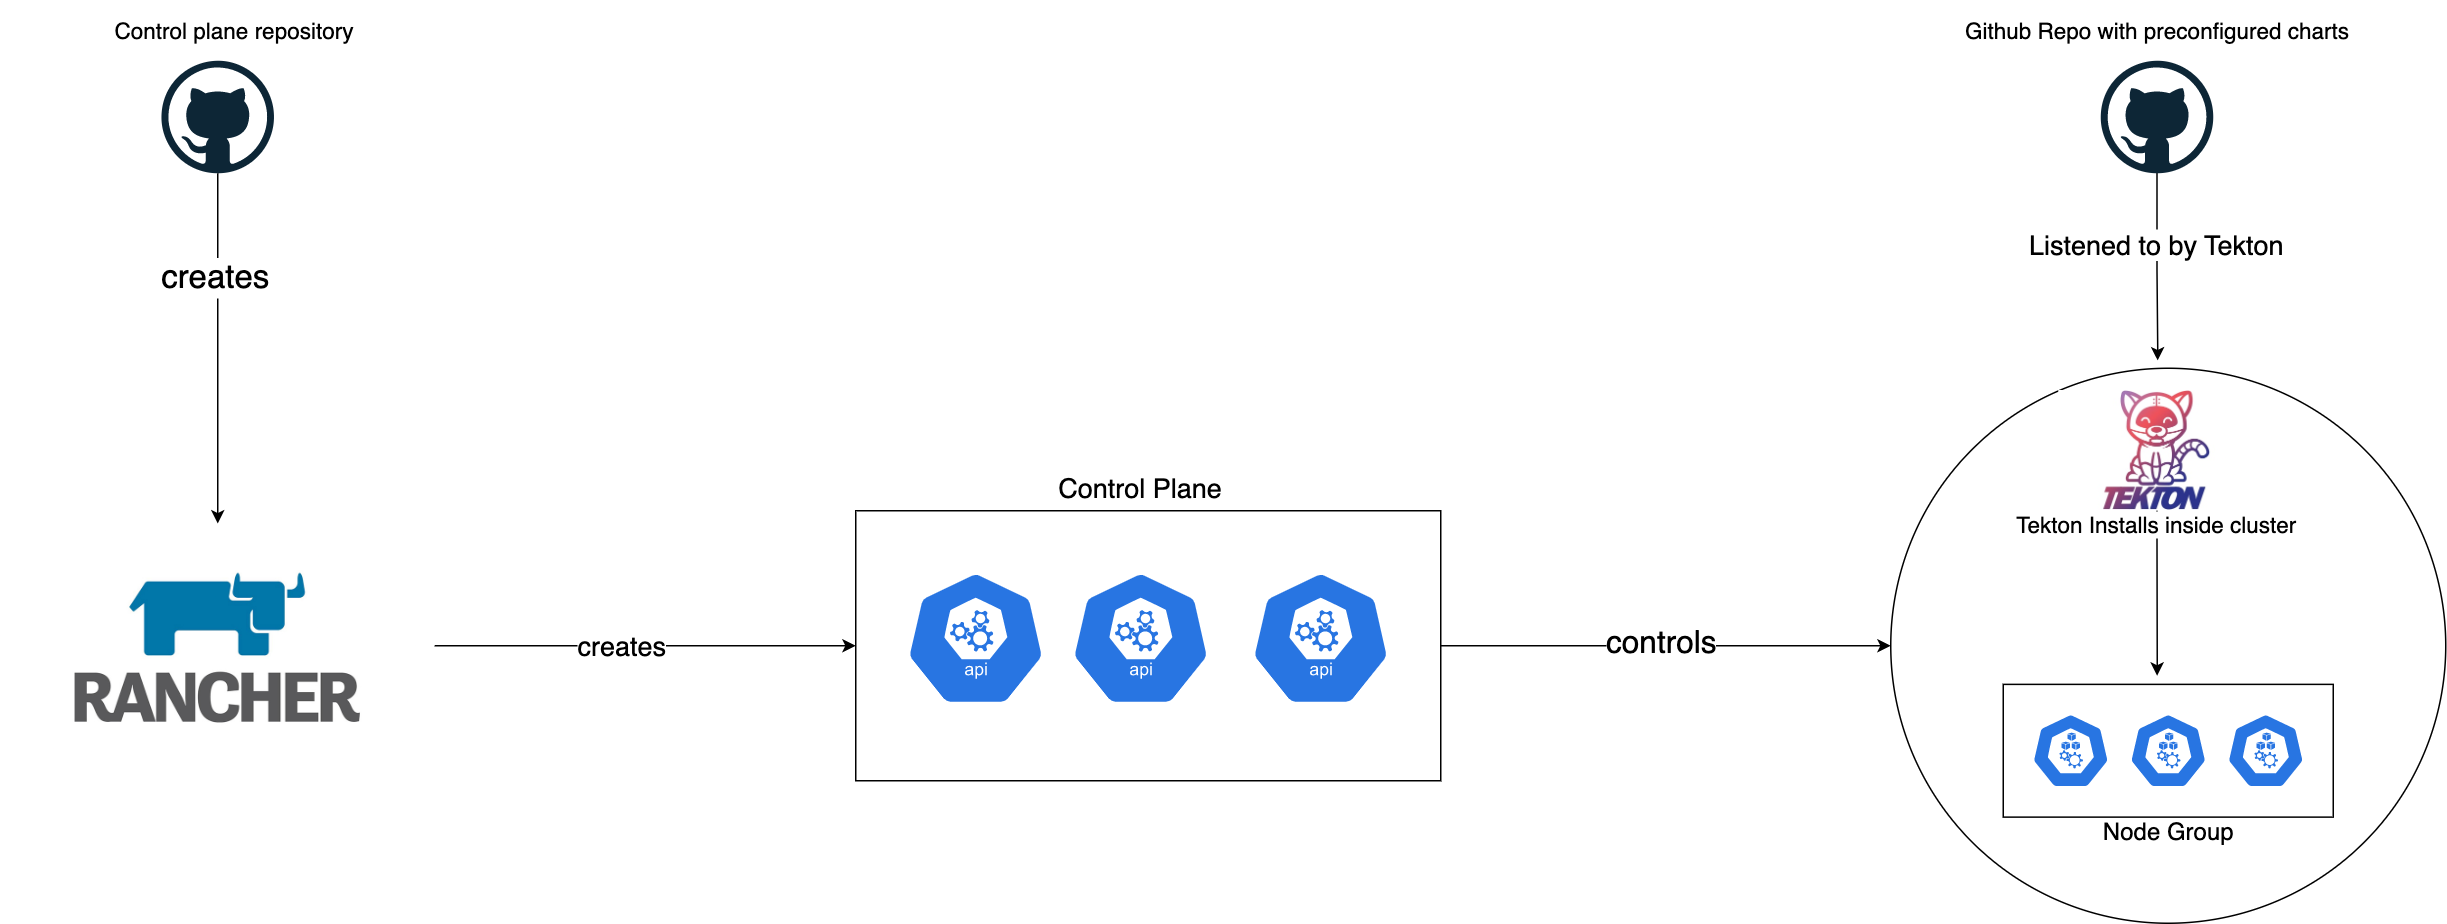 Control plane repository
Github Repo with preconfigured charts
creates
Listened to by Tekton
TEKTON
Tekton Installs inside cluster
Control Plane
RANCHER
creates
api
api
api
controls
Node Group